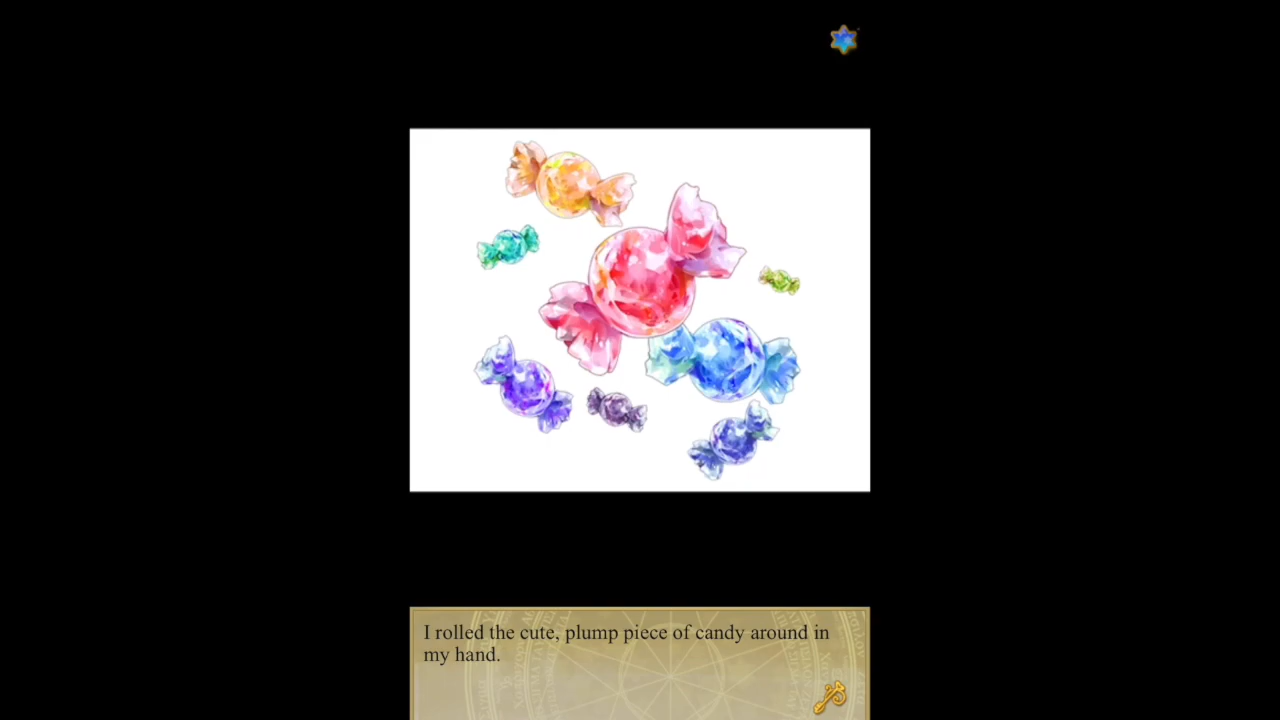 I rolled the cute, plump piece of candy around in
my hand.